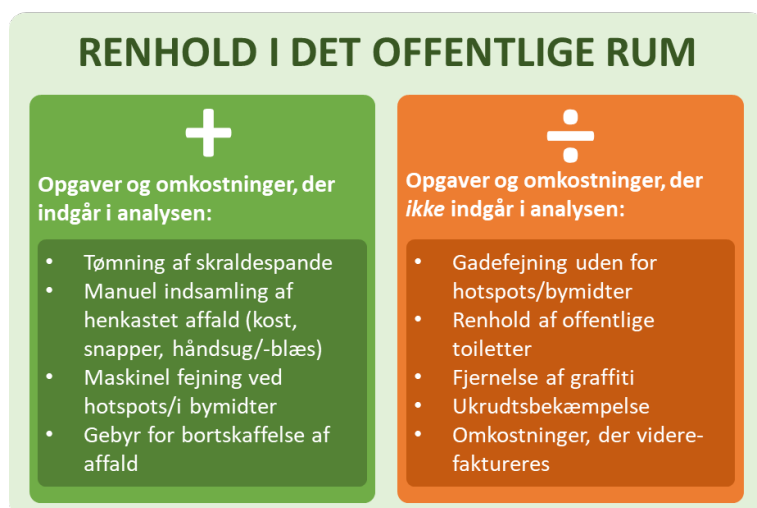 RENHOLD I DET OFFENTLIGE RUM
+
Opgaver og omkostninger, der
indgår i analysen:
• Tømning af skraldespande
• Manuel indsamling af
henkastet affald (kost,
snapper, håndsug/-blæs)
• Maskinel fejning ved
hotspots/i bymidter
• Gebyr for bortskaffelse af
affald
÷
Opgaver og omkostninger, der
ikke indgår i analysen:
• Gadefejning uden for
hotspots/bymidter
• Renhold af offentlige
toiletter
• Fjernelse af graffiti
• Ukrudtsbekæmpelse
• Omkostninger, der videre-
faktureres